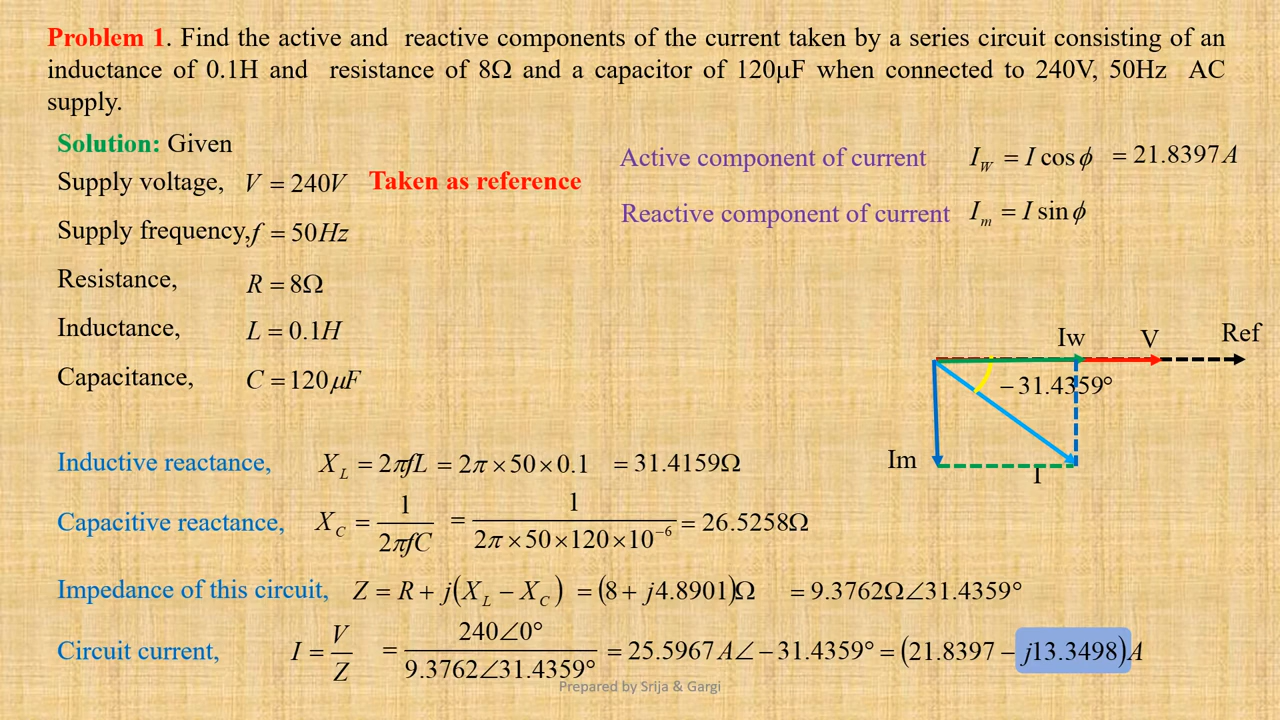 Problem 1. Find the active and reactive components of the current taken by a series circuit consisting of an
inductance of 0.1H and resistance of 8Ω and a capacitor of 120μF when connected to 240V, 50Hz AC
supply.
Solution: Given
Supply voltage, V = 240V Taken as reference
Supply frequency, f = 50Hz
Resistance, R = 8Ω
Inductance, L = 0.1H
Capacitance, C = 120μF
Active component of current I_W = I cos ϕ = 21.8397 A
Reactive component of current I_m = I sin ϕ
Iw V Ref
− 31.4359°
Im
I
Inductive reactance, X_L = 2πfL = 2π × 50 × 0.1 = 31.4159Ω
Capacitive reactance, X_C = 1/(2πfC) = 1/(2π × 50 × 120 × 10^−6) = 26.5258Ω
Impedance of this circuit, Z = R + j(X_L − X_C) = (8 + j4.8901)Ω = 9.3762Ω∠31.4359°
Circuit current, I = V/Z = 240∠0°/9.3762∠31.4359° = 25.5967 A∠ − 31.4359° = (21.8397 − j13.3498)A
Prepared by Srija & Gargi